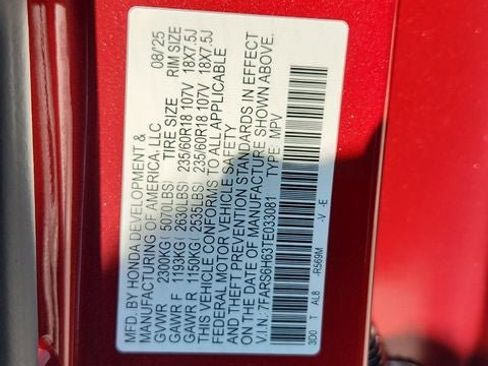 MFD. BY HONDA DEVELOPMENT & 08/25
MANUFACTURING OF AMERICA, LLC
GVWR 2300KG( 5070LBS) TIRE SIZE RIM SIZE
GAWR F 1193KG( 2630LBS) 235/60R18 107V 18X7.5J
GAWR R 1150KG( 2535LBS) 235/60R18 107V 18X7.5J
THIS VEHICLE CONFORMS TO ALL APPLICABLE
FEDERAL MOTOR VEHICLE SAFETY
AND THEFT PREVENTION STANDARDS IN EFFECT
ON THE DATE OF MANUFACTURE SHOWN ABOVE.
V.I.N: 7FARS6H63TE033081 TYPE: MPV
3D0 T AL8 -R569M -V -E